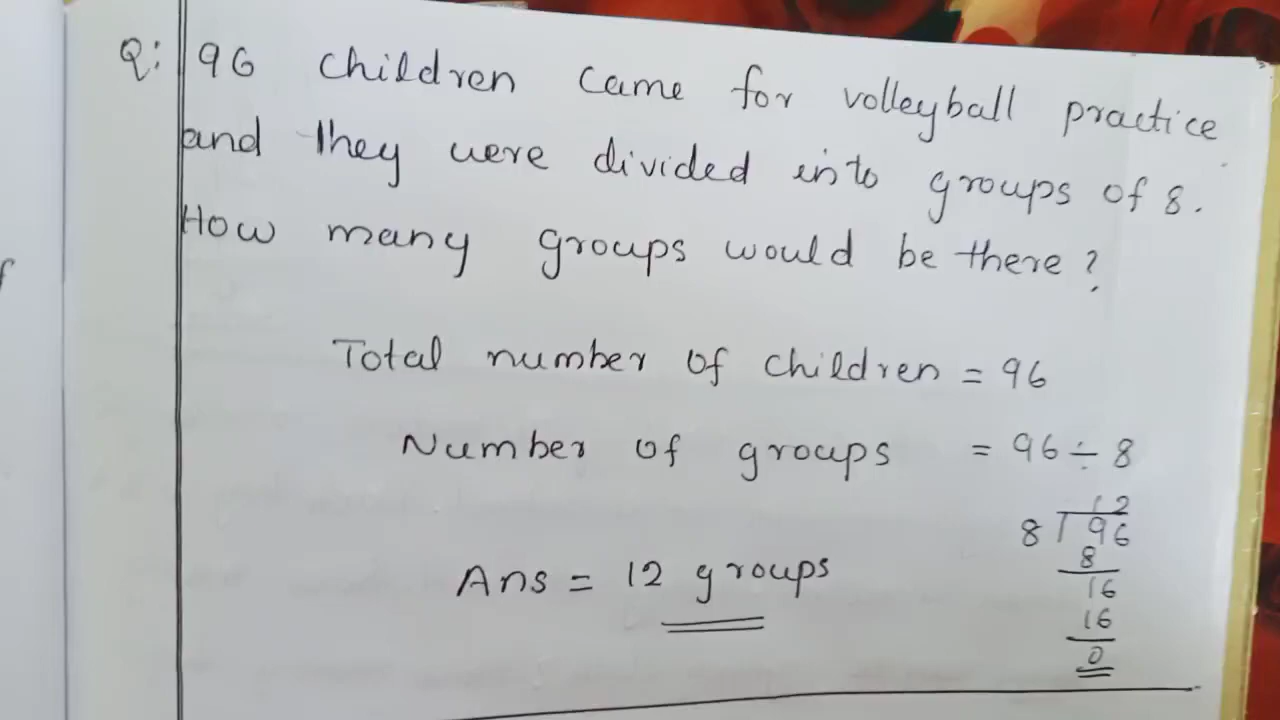 Q: 96 children came for volleyball practice
and they were divided into groups of 8.
How many groups would be there?
Total number of children = 96
Number of groups = 96 ÷ 8
12
8 96
8
Ans = 12 groups
16
16
0